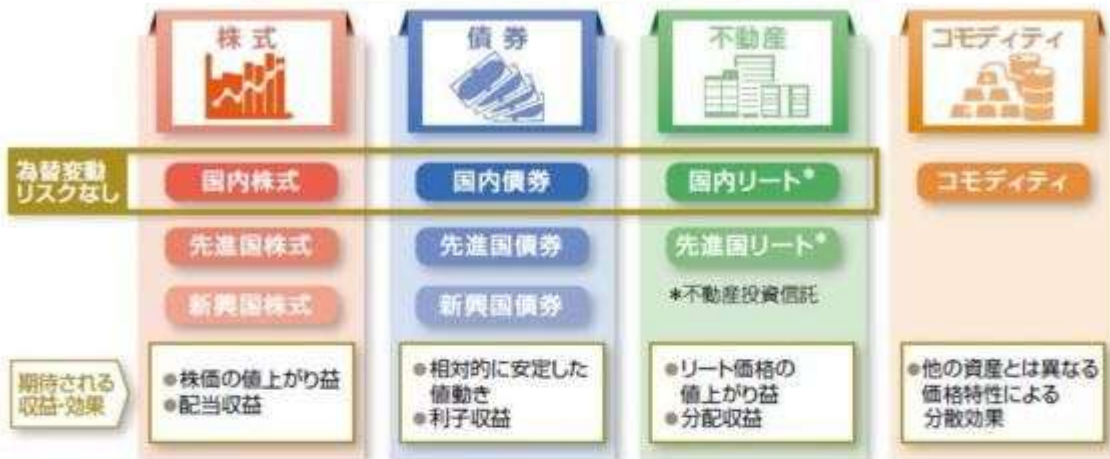 株式
債券
不動産
コモディティ
為替変動
リスクなし
国内株式
国内債券
国内リート*
コモディティ
先進国株式
先進国債券
先進国リート*
新興国株式
新興国債券
*不動産投資信託
期待される
収益・効果
●株価の値上がり益
●配当収益
●相対的に安定した
値動き
●利子収益
●リート価格の
値上がり益
●分配収益
●他の資産とは異なる
価格特性による
分散効果